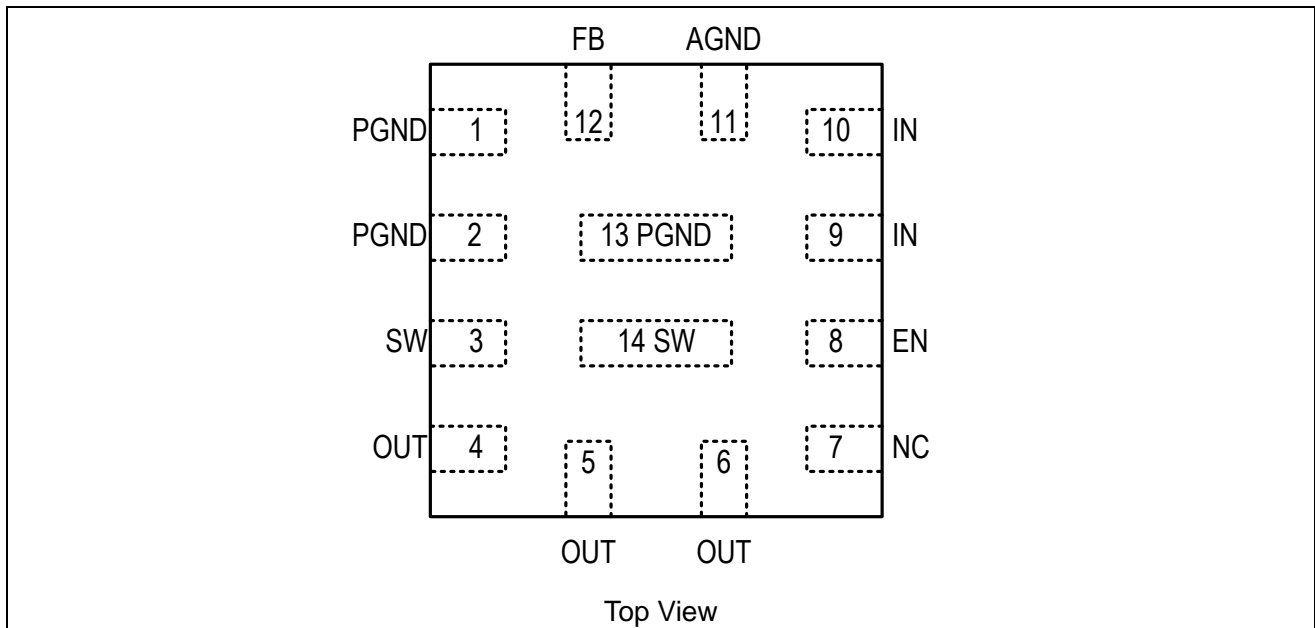 FB AGND
PGND 1 12 11 10 IN
PGND 2 13 PGND 9 IN
SW 3 14 SW 8 EN
OUT 4 5 6 7 NC
OUT OUT
Top View